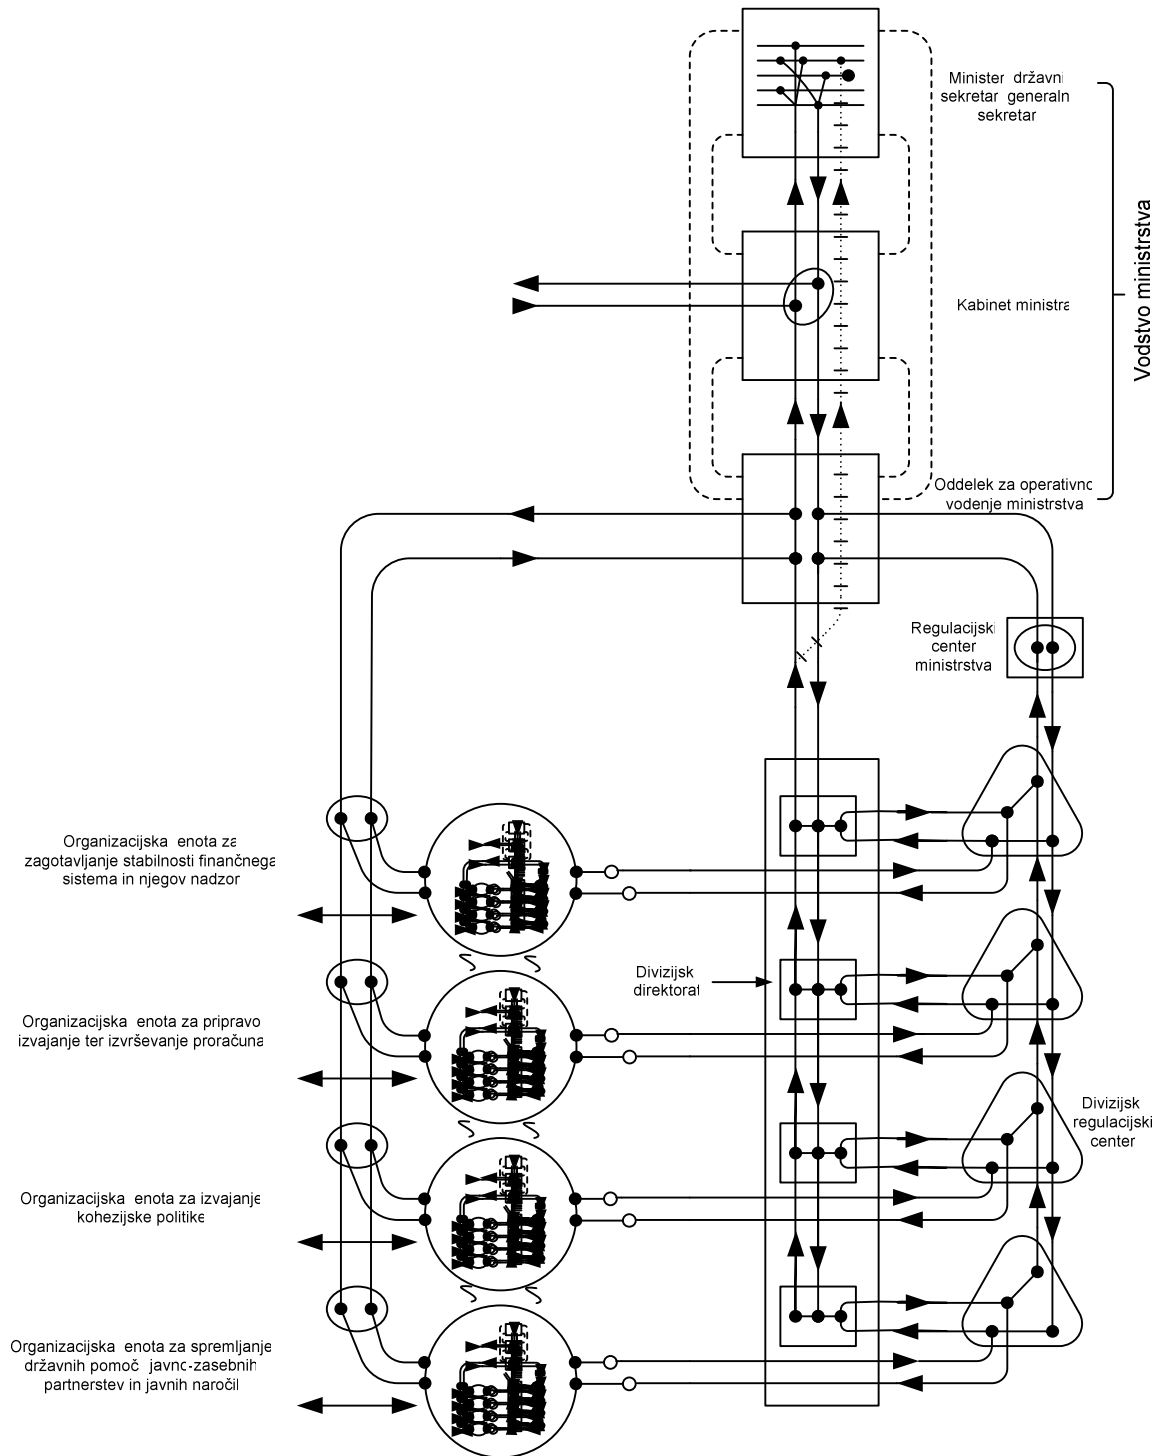 Minister državni
sekretar generaln
sekretar
Vodstvo ministrstva
Kabinet ministra
Oddelek za operativno
vodenje ministrstva
Regulacijski
center
ministrstva
Organizacijska enota za
zagotavljanje stabilnosti finančnega
sistema in njegov nadzor
Divizijsk
direktorat
Organizacijska enota za pripravo
izvajanje ter izvrševanje proračuna
Divizijsk
regulacijski
center
Organizacijska enota za izvajanje
kohezijske politike
Organizacijska enota za spremljanje
državnih pomoč javno-zasebnih
partnerstev in javnih naročil